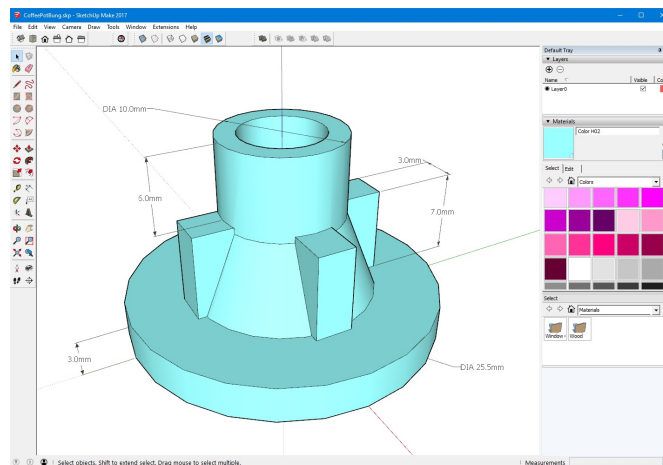 CoffeePotBung.skp - SketchUp Make 2017
File Edit View Camera Draw Tools Window Extensions Help
Default Tray
Layers
Name Visible Co
Layer0
Materials
Color H02
Select Edit
Colors
Select
Materials
Window Wood
DIA 10.0mm
3.0mm
6.0mm
7.0mm
3.0mm
DIA 25.5mm
Select objects. Shift to extend select. Drag mouse to select multiple.
Measurements